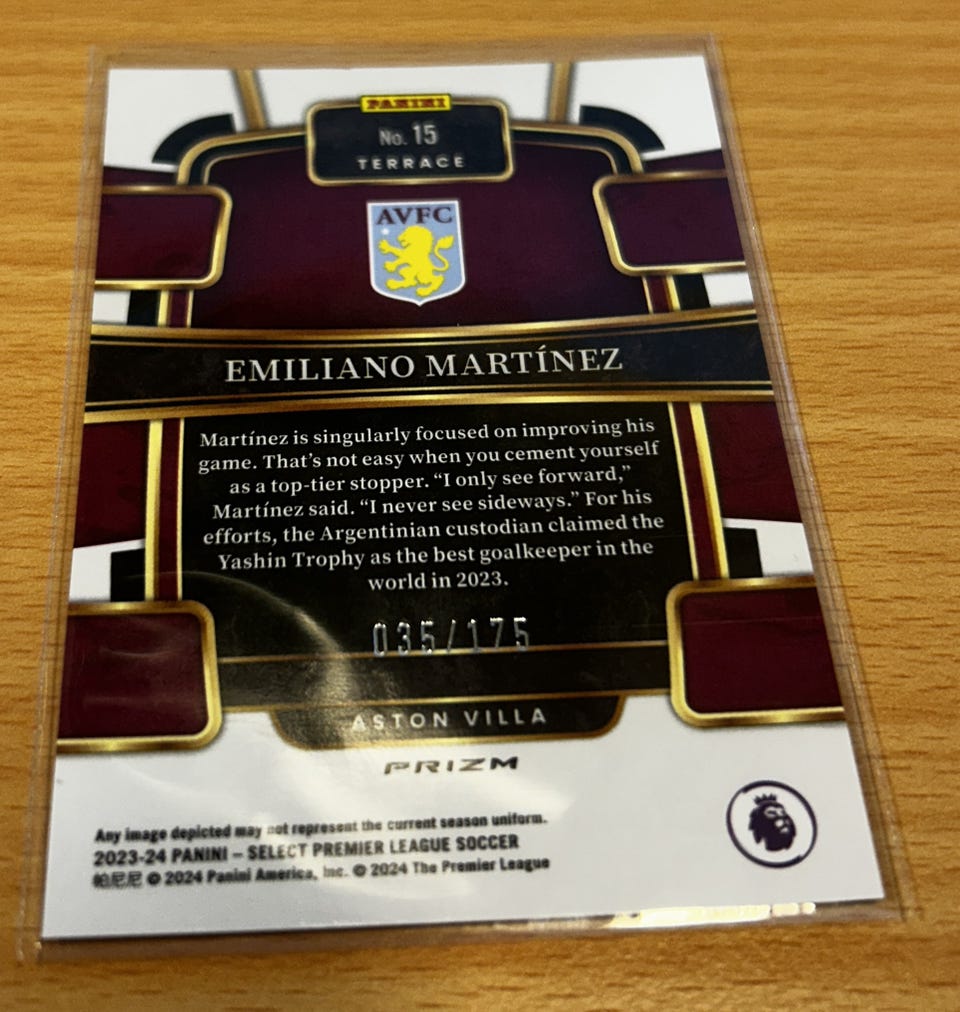 PANINI
No. 15
TERRACE
AVFC
EMILIANO MARTÍNEZ
Martínez is singularly focused on improving his
game. That’s not easy when you cement yourself
as a top-tier stopper. “I only see forward,”
Martínez said. “I never see sideways.” For his
efforts, the Argentinian custodian claimed the
Yashin Trophy as the best goalkeeper in the
world in 2023.
035/175
ASTON VILLA
PRIZM
Any image depicted may not represent the current season uniform.
2023-24 PANINI – SELECT PREMIER LEAGUE SOCCER
帕尼尼 © 2024 Panini America, Inc. © 2024 The Premier League